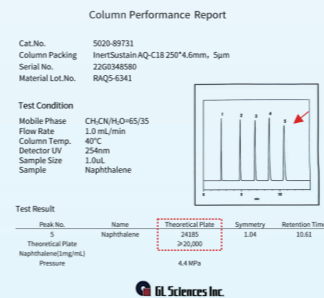 Column Performance Report
Cat.No. 5020-89731
Column Packing InertSustain AQ-C18 250*4.6mm, 5μm
Serial No. 22G0348580
Material Lot.No. RAQ5-6341
Test Condition
Mobile Phase CH₃CN/H₂O=65/35
Flow Rate 1.0 mL/min
Column Temp. 40°C
Detector UV 254nm
Sample Size 1.0uL
Sample Naphthalene
1 2 3 4 5
Test Result
Peak No. Name Theoretical Plate Symmetry Retention Time
5 Naphthalene 24185 1.04 10.61
Theoretical Plate ≥20,000
Naphthalene(1mg/mL)
Pressure 4.4 MPa
GL Sciences Inc.